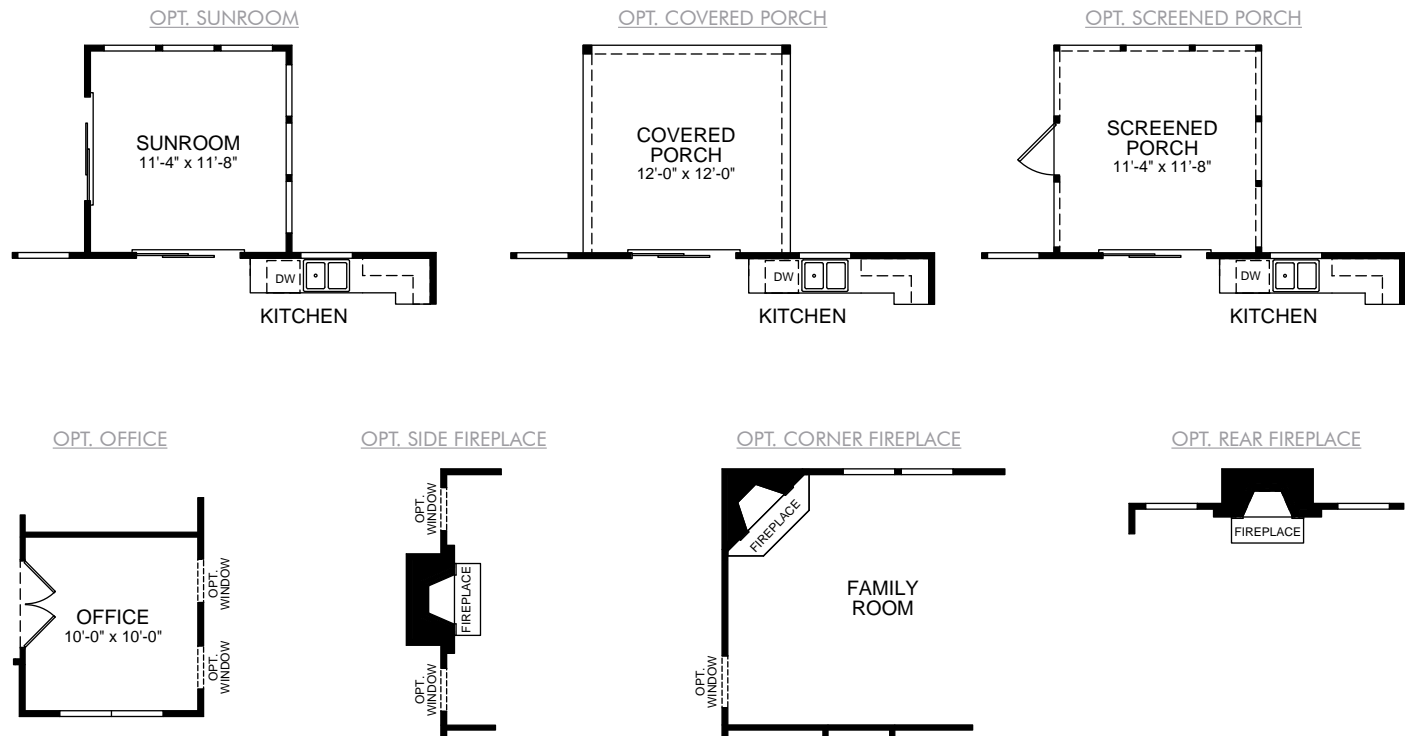 OPT. SUNROOM
SUNROOM
11'-4" x 11'-8"
DW
KITCHEN
OPT. COVERED PORCH
COVERED
PORCH
12'-0" x 12'-0"
DW
KITCHEN
OPT. SCREENED PORCH
SCREENED
PORCH
11'-4" x 11'-8"
DW
KITCHEN
OPT. OFFICE
OFFICE
10'-0" x 10'-0"
OPT.
WINDOW
OPT.
WINDOW
OPT. SIDE FIREPLACE
OPT.
WINDOW
FIREPLACE
OPT.
WINDOW
OPT. CORNER FIREPLACE
FIREPLACE
FAMILY
ROOM
OPT.
WINDOW
OPT. REAR FIREPLACE
FIREPLACE